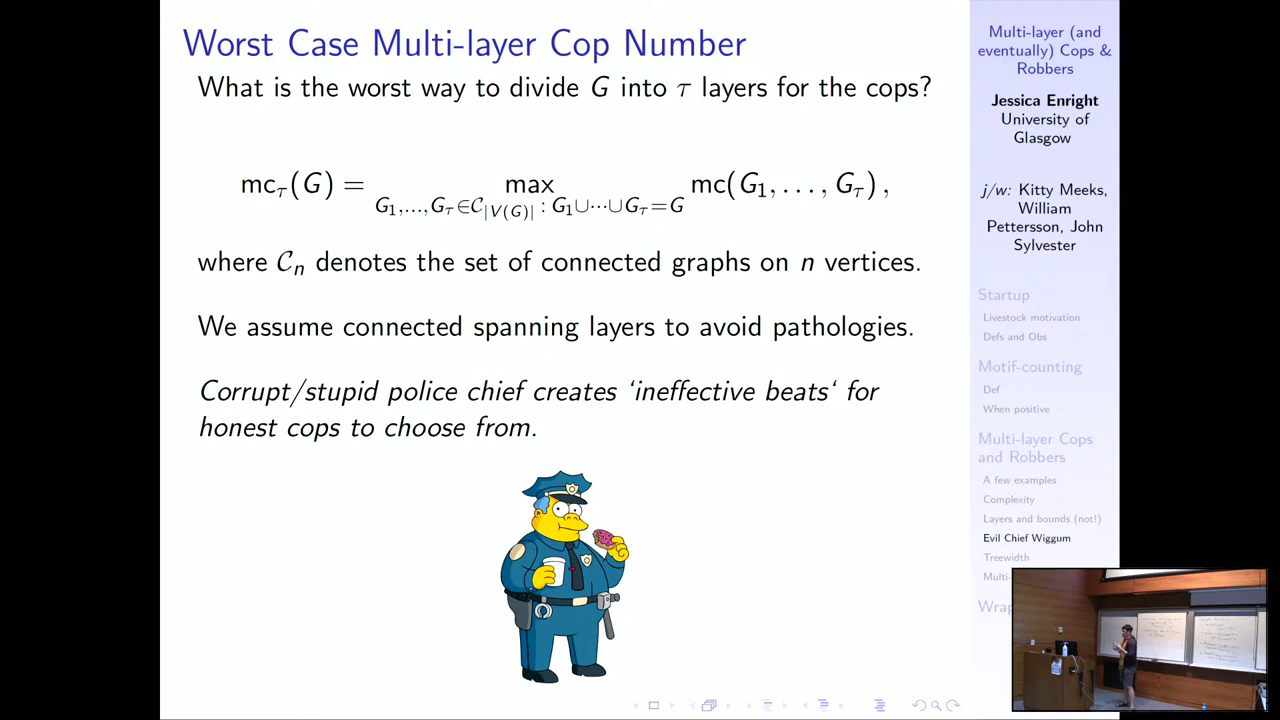 Worst Case Multi-layer Cop Number
What is the worst way to divide G into τ layers for the cops?
mc_τ(G) = max_{G_1,...,G_τ∈𝒞_{|V(G)|} : G_1∪···∪G_τ=G} mc(G_1, . . . , G_τ) ,
where 𝒞_n denotes the set of connected graphs on n vertices.
We assume connected spanning layers to avoid pathologies.
Corrupt/stupid police chief creates ‘ineffective beats‘ for
honest cops to choose from.
Multi-layer (and
eventually) Cops &
Robbers
Jessica Enright
University of
Glasgow
j/w: Kitty Meeks,
William
Pettersson, John
Sylvester
Startup
Livestock motivation
Defs and Obs
Motif-counting
Def
When positive
Multi-layer Cops
and Robbers
A few examples
Complexity
Layers and bounds (not!)
Evil Chief Wiggum
Treewidth
Multi-
Wrap